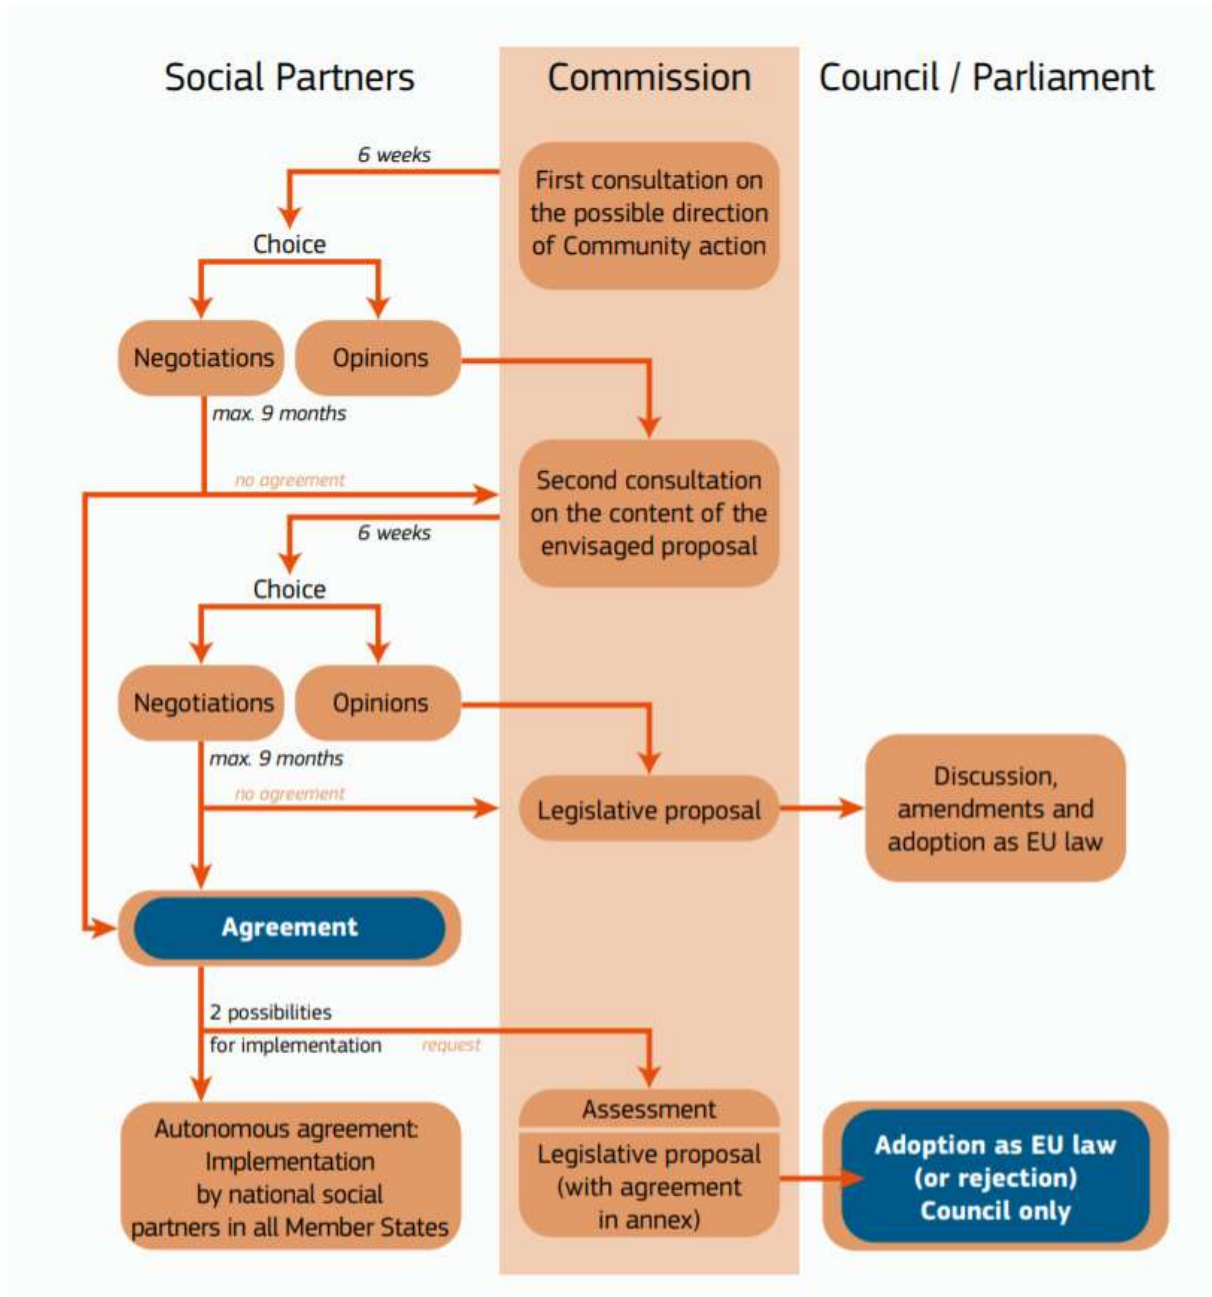 Social Partners
Commission
Council / Parliament
6 weeks
First consultation on
the possible direction
of Community action
Choice
Negotiations
Opinions
max. 9 months
no agreement
Second consultation
on the content of the
envisaged proposal
6 weeks
Choice
Negotiations
Opinions
max. 9 months
no agreement
Legislative proposal
Discussion,
amendments and
adoption as EU law
Agreement
2 possibilities
for implementation
request
Autonomous agreement:
Implementation
by national social
partners in all Member States
Assessment
Legislative proposal
(with agreement
in annex)
Adoption as EU law
(or rejection)
Council only